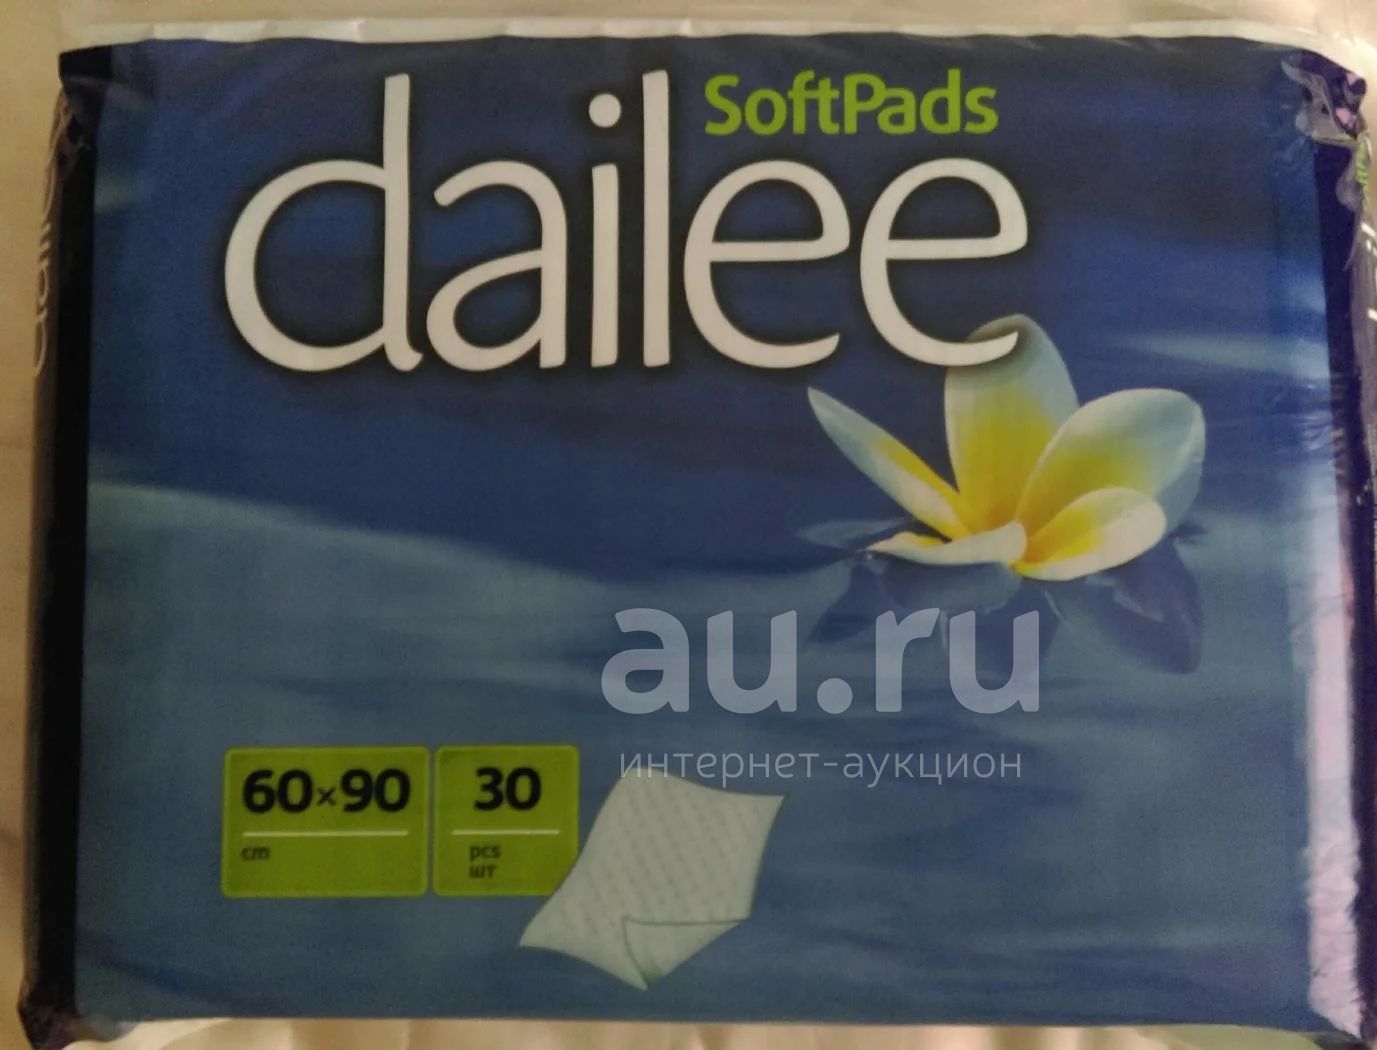 SoftPads
dailee
au.ru
интернет-аукцион
60×90
cm
30
pcs
шт